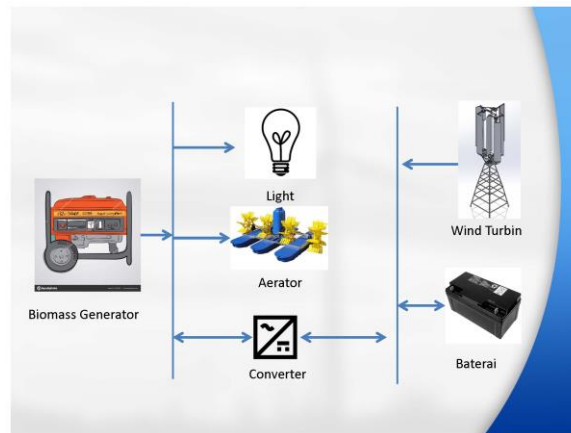 Light
Wind Turbin
Aerator
Biomass Generator
Baterai
Converter